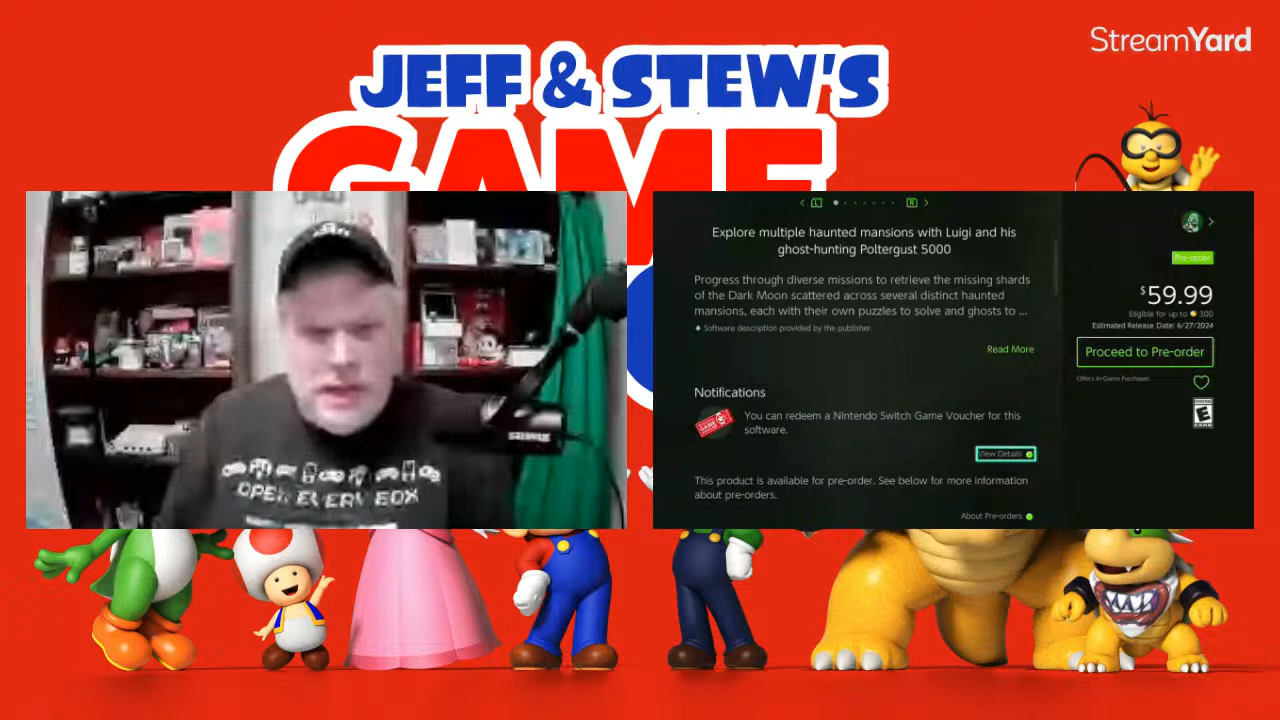 StreamYard
JEFF & STEW'S
GAME
L
R
Explore multiple haunted mansions with Luigi and his
ghost-hunting Poltergust 5000
Progress through diverse missions to retrieve the missing shards
of the Dark Moon scattered across several distinct haunted
mansions, each with their own puzzles to solve and ghosts to ...
Software description provided by the publisher.
Read More
Notifications
You can redeem a Nintendo Switch Game Voucher for this
software.
View Details
This product is available for pre-order. See below for more information
about pre-orders.
About Pre-orders
Pre-order
$59.99
Eligible for up to 300
Estimated Release Date: 6/27/2024
Proceed to Pre-order
Offers In-Game Purchases
E
OPEN EVERY BOX